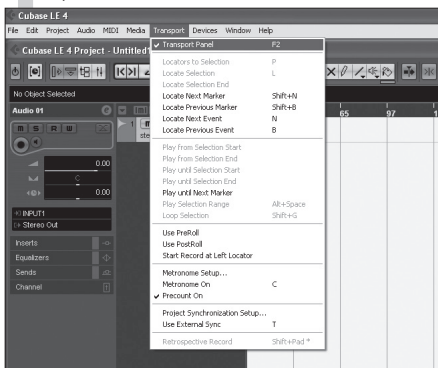 Cubase LE 4
File Edit Project Audio MIDI Media Transport Devices Window Help
Cubase LE 4 Project - Untitled1
No Object Selected
Audio 01
M S R W
0.00
C
0.00
INPUT1
Stereo Out
Inserts
Equalizers
Sends
Channel
1
65 97 1
Transport Panel F2
Locators to Selection P
Locate Selection L
Locate Selection End
Locate Next Marker Shift+N
Locate Previous Marker Shift+B
Locate Next Event N
Locate Previous Event B
Play from Selection Start
Play from Selection End
Play until Selection Start
Play until Selection End
Play until Next Marker
Play Selection Range Alt+Space
Loop Selection Shift+G
Use PreRoll
Use PostRoll
Start Record at Left Locator
Metronome Setup...
Metronome On C
Precount On
Project Synchronization Setup...
Use External Sync T
Retrospective Record Shift+Pad *